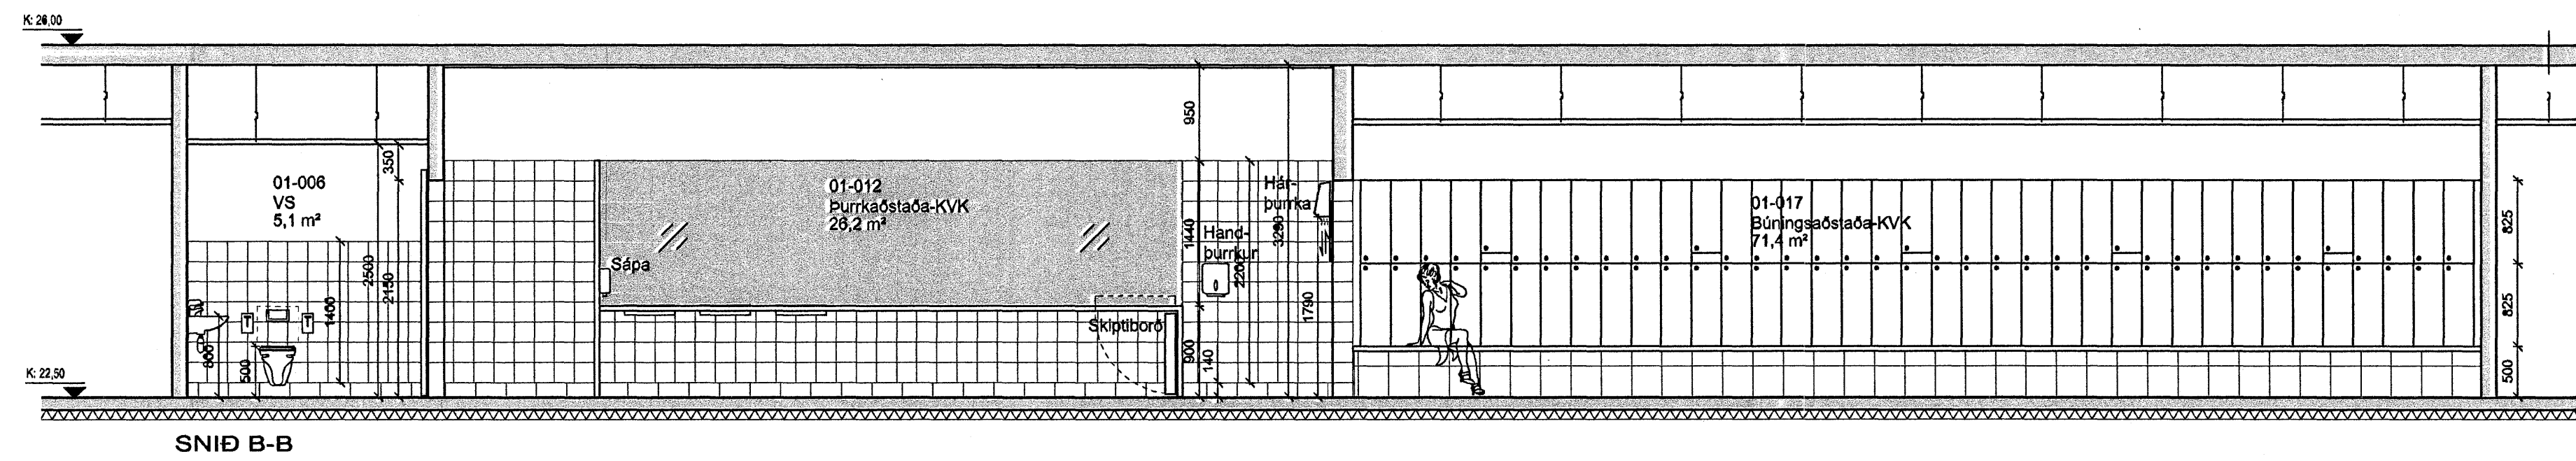 K: 26,00
01-006
VS
5,1 m²
350
2500
2150
1400
800
500
01-012
Þurrkaðstaða-KVK
26,2 m²
Sápa
Skiptiborð
950
1440
900
140
2200
3290
1790
Hand-
þurrkur
Hár-
þurrka
01-017
Búningsaðstaða-KVK
71,4 m²
825
825
500
K: 22,50
SNIÐ B-B